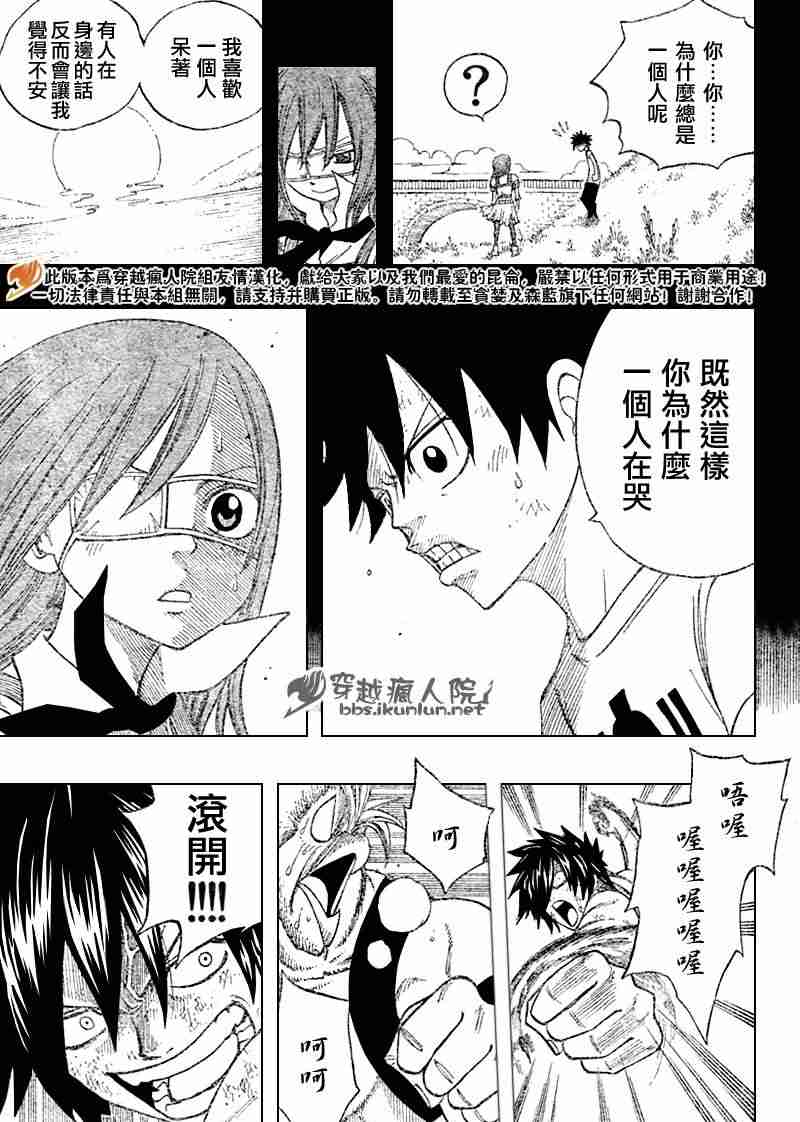 你…你……
為什麼總是
一個人呢
？
我喜歡
一個人
呆著
有人在
身邊的話
反而會讓我
覺得不安
此版本爲穿越瘋人院組友情漢化，獻給大家以及我們最愛的昆侖，嚴禁以任何形式用于商業用途！
一切法律責任與本組無關，請支持并購買正版。請勿轉載至貪婪及森藍旗下任何網站！謝謝合作！
既然這樣
你為什麼
一個人在哭
穿越瘋人院
bbs.ikunlun.net
唔喔
喔喔喔喔喔
呵
呵呵
滾開!!!!